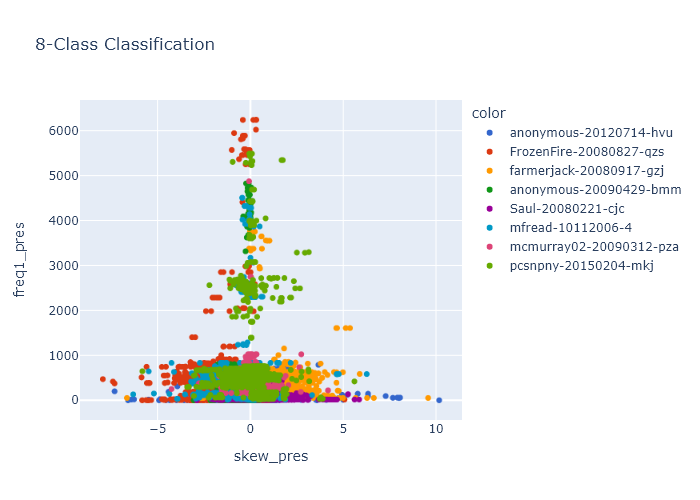 8-Class Classification
color
anonymous-20120714-hvu
FrozenFire-20080827-qzs
farmerjack-20080917-gzj
anonymous-20090429-bmm
Saul-20080221-cjc
mfread-10112006-4
mcmurray02-20090312-pza
pcsnpny-20150204-mkj
freq1_pres
6000
5000
4000
3000
2000
1000
0
−5
0
5
10
skew_pres